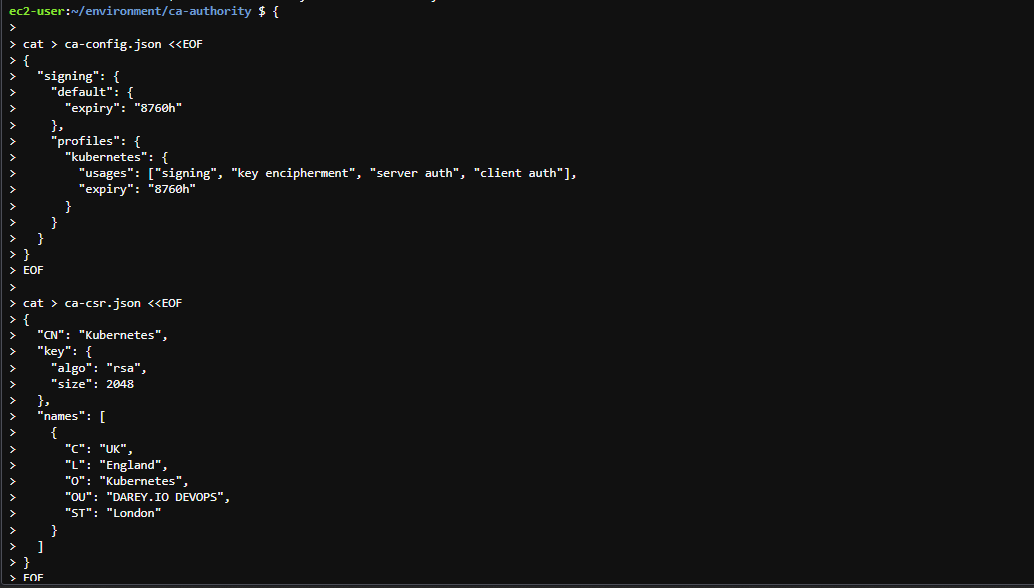 ec2-user:~/environment/ca-authority $ {
>
> cat > ca-config.json <<EOF
> {
>   "signing": {
>     "default": {
>       "expiry": "8760h"
>     },
>     "profiles": {
>       "kubernetes": {
>         "usages": ["signing", "key encipherment", "server auth", "client auth"],
>         "expiry": "8760h"
>       }
>     }
>   }
> }
> EOF
>
> cat > ca-csr.json <<EOF
> {
>   "CN": "Kubernetes",
>   "key": {
>     "algo": "rsa",
>     "size": 2048
>   },
>   "names": [
>     {
>       "C": "UK",
>       "L": "England",
>       "O": "Kubernetes",
>       "OU": "DAREY.IO DEVOPS",
>       "ST": "London"
>     }
>   ]
> }
> EOF